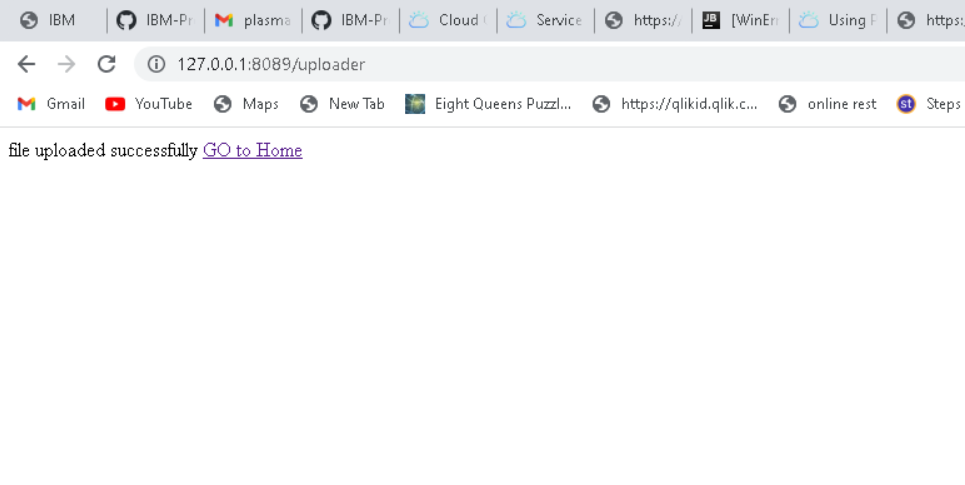 IBM IBM-Pr plasma IBM-Pr Cloud Service https:/ JB [WinErr Using https:
127.0.0.1:8089/uploader
Gmail YouTube Maps New Tab Eight Queens Puzzl... https://qlikid.qlik.c... st online rest Steps
file uploaded successfully GO to Home